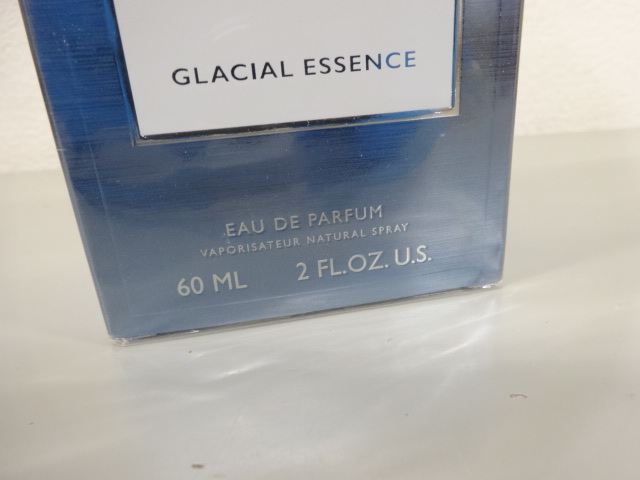 GLACIAL ESSENCE
EAU DE PARFUM
VAPORISATEUR NATURAL SPRAY
60 ML 2 FL.OZ. U.S.